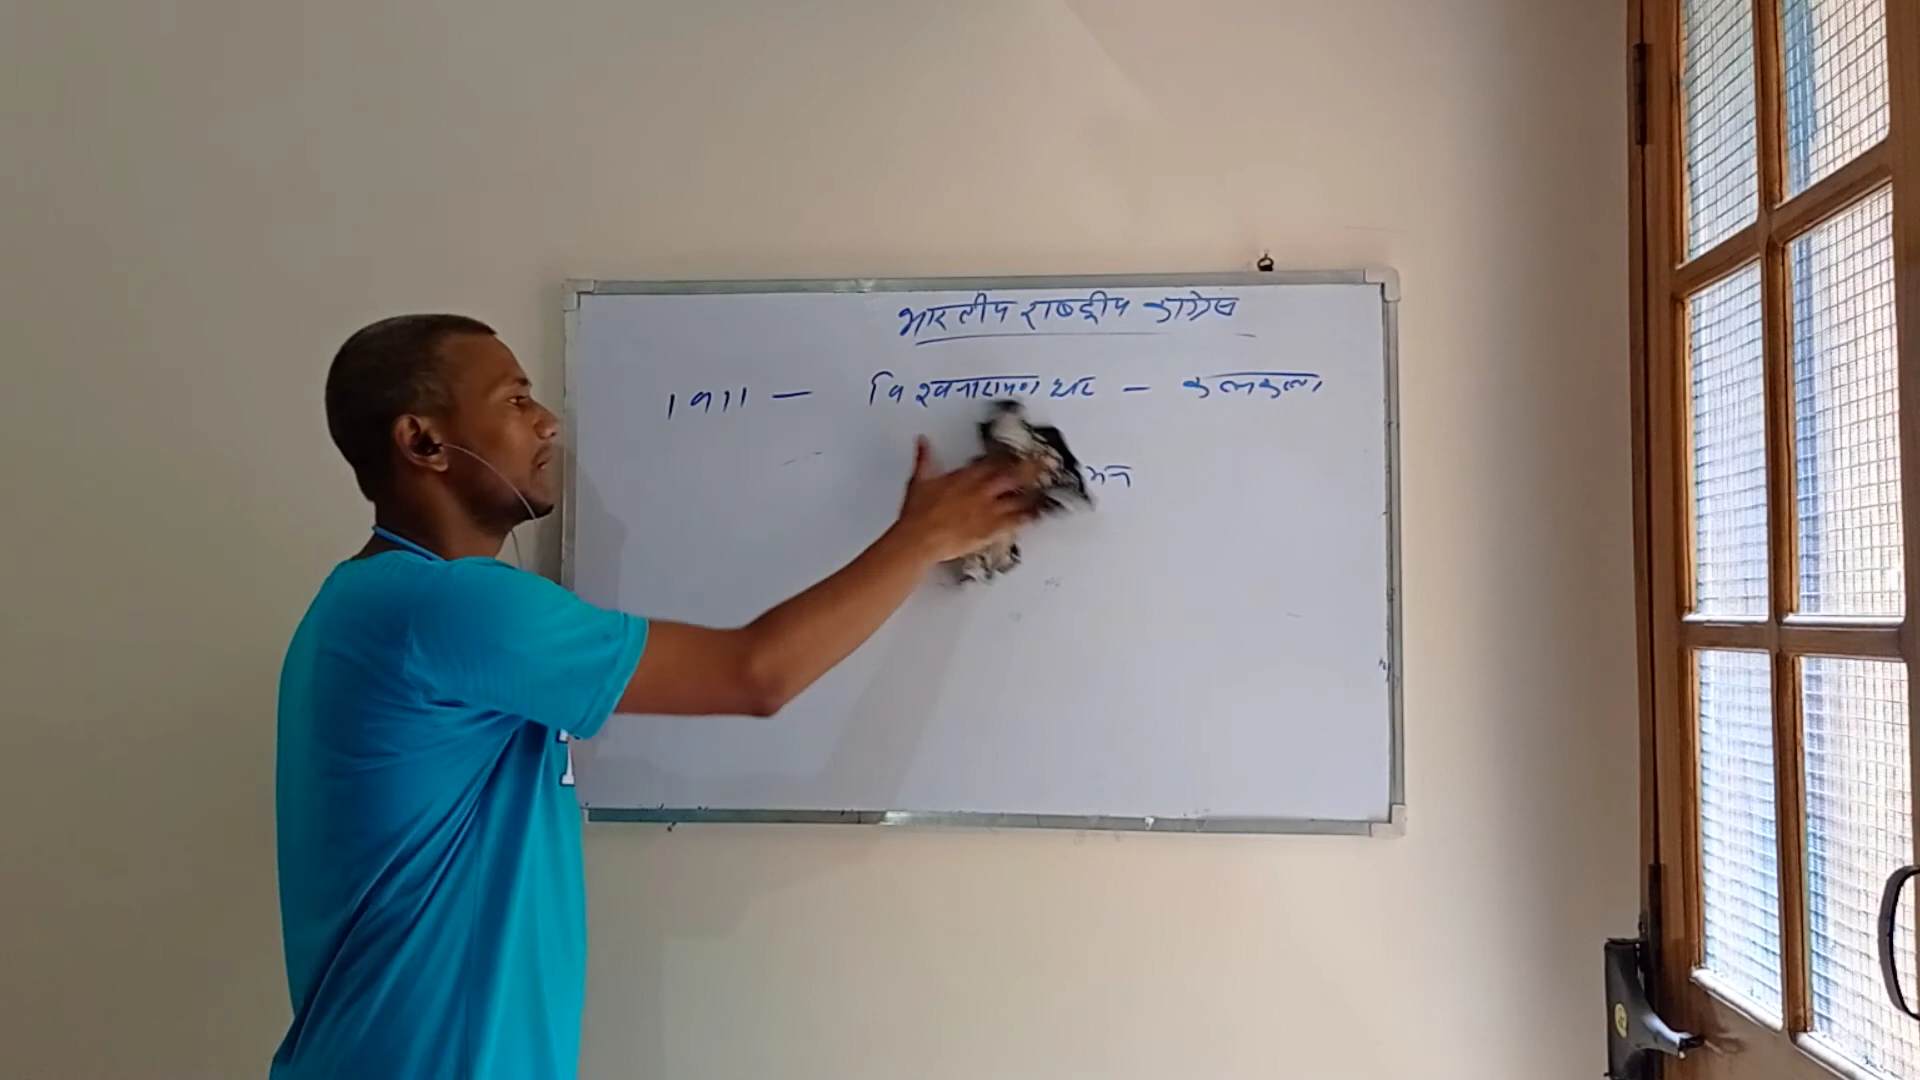 भारतीय राष्ट्रीय कांग्रेस
1911 — विश्वनारायण धर — कलकत्ता